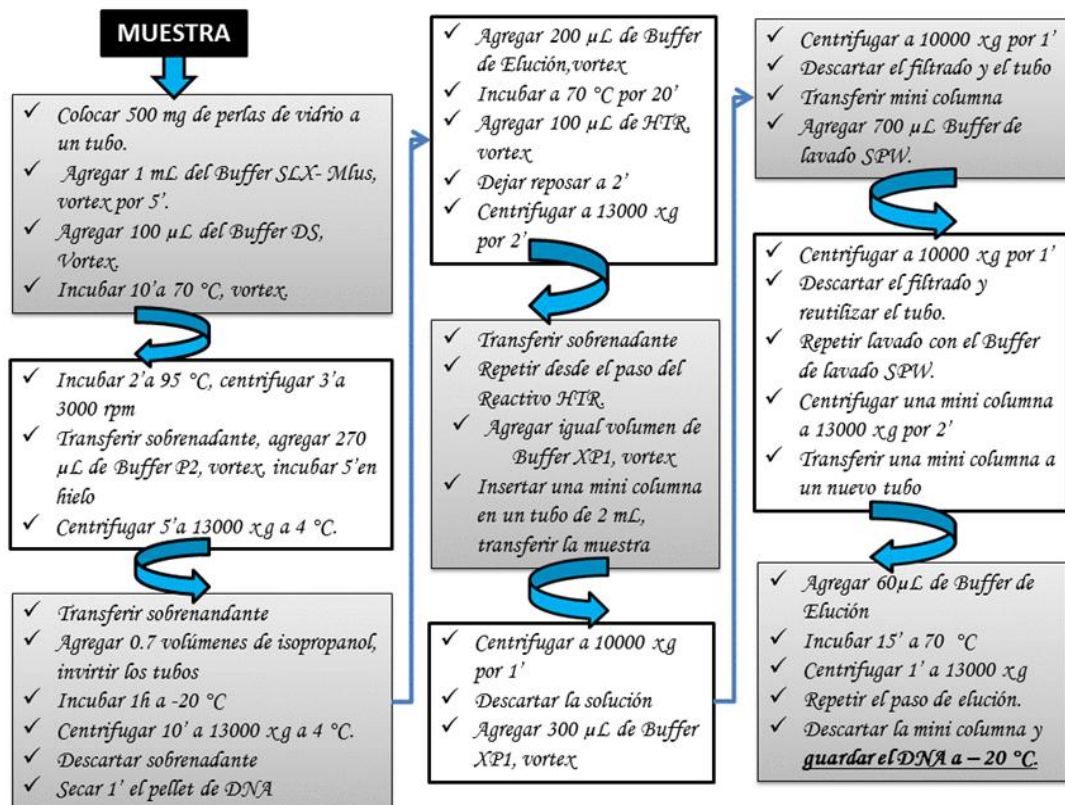 MUESTRA
✓ Colocar 500 mg de perlas de vidrio a
un tubo.
✓ Agregar 1 mL del Buffer SLX- Mlus,
vortex por 5’.
✓ Agregar 100 µL del Buffer DS,
Vortex.
✓ Incubar 10’a 70 °C, vortex.
✓ Incubar 2’a 95 °C, centrifugar 3’a
3000 rpm
✓ Transferir sobrenadante, agregar 270
µL de Buffer P2, vortex, incubar 5’en
hielo
✓ Centrifugar 5’a 13000 xg a 4 °C.
✓ Transferir sobrenandante
✓ Agregar 0.7 volúmenes de isopropanol,
invirtir los tubos
✓ Incubar 1h a -20 °C
✓ Centrifugar 10’ a 13000 xg a 4 °C.
✓ Descartar sobrenadante
✓ Secar 1’ el pellet de DNA
✓ Agregar 200 µL de Buffer
de Elución,vortex
✓ Incubar a 70 °C por 20’
✓ Agregar 100 µL de HTR,
vortex
✓ Dejar reposar a 2’
✓ Centrifugar a 13000 xg
por 2’
✓ Transferir sobrenadante
✓ Repetir desde el paso del
Reactivo HTR.
✓ Agregar igual volumen de
Buffer XP1, vortex
✓ Insertar una mini columna
en un tubo de 2 mL,
transferir la muestra
✓ Centrifugar a 10000 xg
por 1’
✓ Descartar la solución
✓ Agregar 300 µL de Buffer
XP1, vortex
✓ Centrifugar a 10000 xg por 1’
✓ Descartar el filtrado y el tubo
✓ Transferir mini columna
✓ Agregar 700 µL Buffer de
lavado SPW.
✓ Centrifugar a 10000 xg por 1’
✓ Descartar el filtrado y
reutilizar el tubo.
✓ Repetir lavado con el Buffer
de lavado SPW.
✓ Centrifugar una mini columna
a 13000 xg por 2’
✓ Transferir una mini columna a
un nuevo tubo
✓ Agregar 60µL de Buffer de
Elución
✓ Incubar 15’ a 70 °C
✓ Centrifugar 1’ a 13000 xg
✓ Repetir el paso de elución.
✓ Descartar la mini columna y
guardar el DNA a – 20 °C.